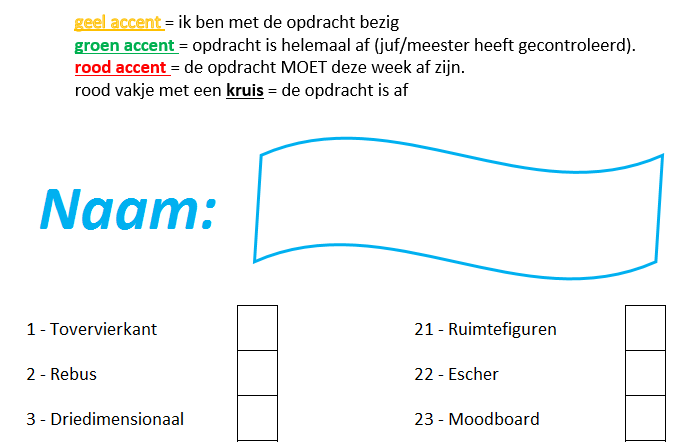 geel accent = ik ben met de opdracht bezig
groen accent = opdracht is helemaal af (juf/meester heeft gecontroleerd).
rood accent = de opdracht MOET deze week af zijn.
rood vakje met een kruis = de opdracht is af
Naam:
1 - Tovervierkant
2 - Rebus
3 - Driedimensionaal
21 - Ruimtefiguren
22 - Escher
23 - Moodboard